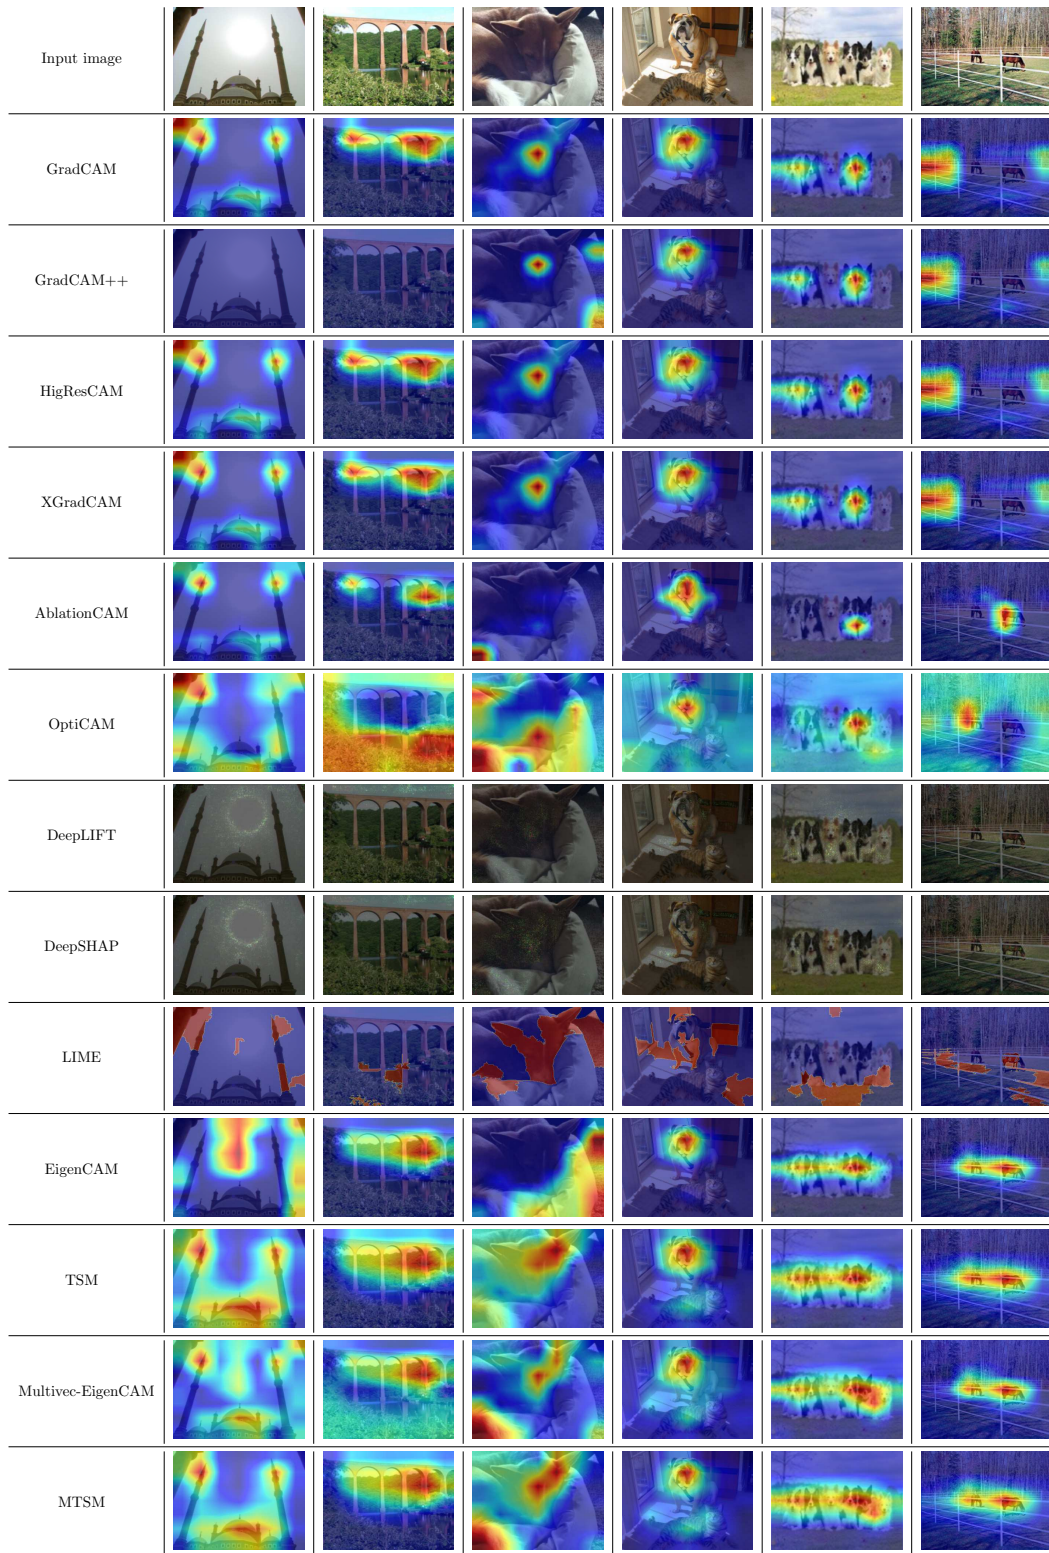 Input image
GradCAM
GradCAM++
HigResCAM
XGradCAM
AblationCAM
OptiCAM
DeepLIFT
DeepSHAP
LIME
EigenCAM
TSM
Multivec-EigenCAM
MTSM